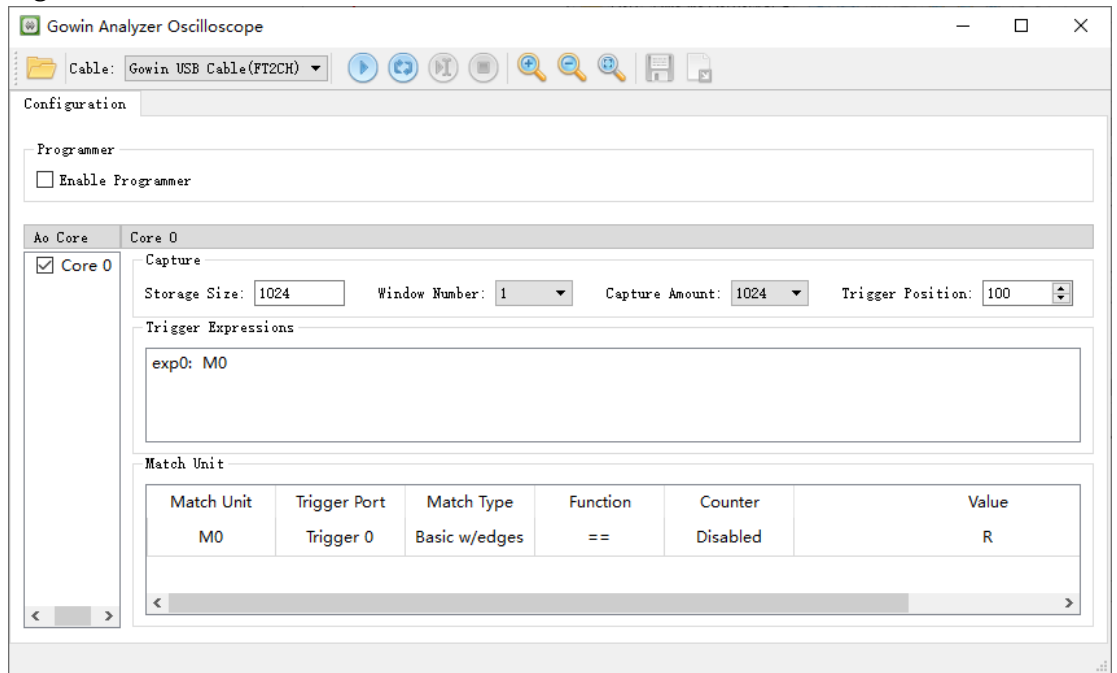 Gowin Analyzer Oscilloscope
Cable: Gowin USB Cable(FT2CH)
Configuration
Programmer
Enable Programmer
Ao Core Core 0
Core 0
Capture
Storage Size: 1024 Window Number: 1 Capture Amount: 1024 Trigger Position: 100
Trigger Expressions
exp0: M0
Match Unit
Match Unit Trigger Port Match Type Function Counter Value
M0 Trigger 0 Basic w/edges == Disabled R